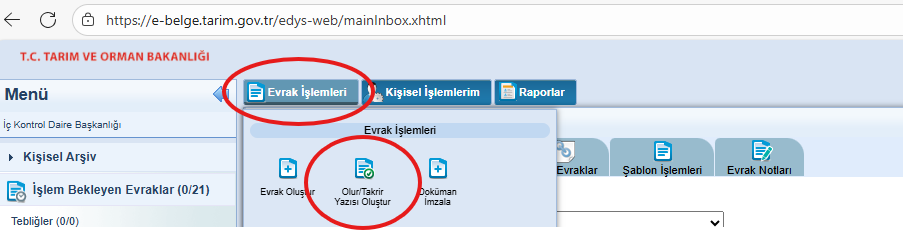 https://e-belge.tarim.gov.tr/edys-web/mainInbox.xhtml
T.C. TARIM VE ORMAN BAKANLIĞI
Menü
Evrak İşlemleri
Kişisel İşlemlerim
Raporlar
İç Kontrol Daire Başkanlığı
Evrak İşlemleri
Kişisel Arşiv
Evrak Oluştur
Olur/Takrir
Yazısı Oluştur
Doküman
İmzala
Evraklar
Şablon İşlemleri
Evrak Notları
İşlem Bekleyen Evraklar (0/21)
Tebliğler (0/0)